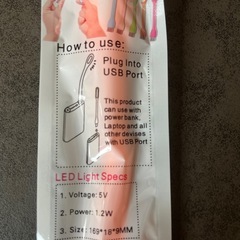 How to use:
Plug Into
USB Port
This product
can use with
power bank,
Laptop and all
other devises
with USB Port
LED Light Specs
1. Voltage: 5V
2. Power: 1.2W
3. Size: 169*18*9MM